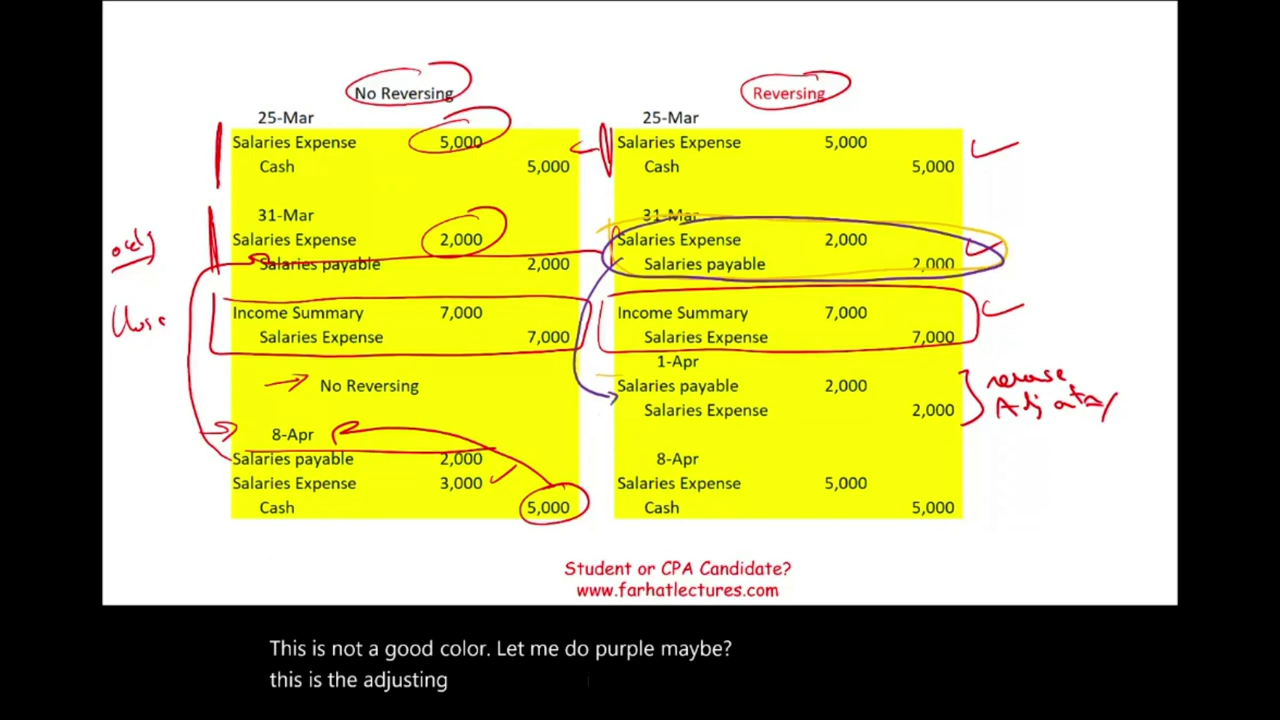 No Reversing
25-Mar
Salaries Expense 5,000
Cash 5,000
31-Mar
Salaries Expense 2,000
Salaries payable 2,000
Income Summary 7,000
Salaries Expense 7,000
No Reversing
8-Apr
Salaries payable 2,000
Salaries Expense 3,000
Cash 5,000
Close
Reversing
25-Mar
Salaries Expense 5,000
Cash 5,000
31-Mar
Salaries Expense 2,000
Salaries payable 2,000
Income Summary 7,000
Salaries Expense 7,000
1-Apr
Salaries payable 2,000
Salaries Expense 2,000
8-Apr
Salaries Expense 5,000
Cash 5,000
reverse
Student or CPA Candidate?
www.farhatlectures.com
This is not a good color. Let me do purple maybe?
this is the adjusting